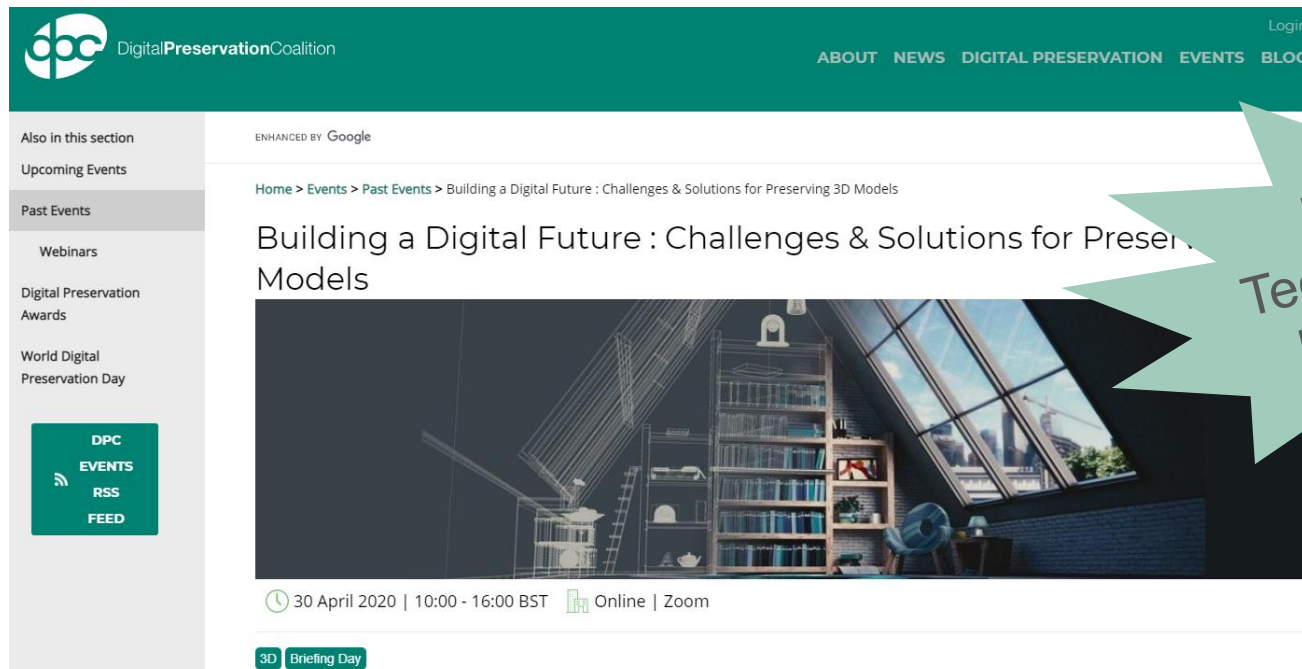 dpc
DigitalPreservationCoalition
Login
ABOUT NEWS DIGITAL PRESERVATION EVENTS
Also in this section
Upcoming Events
Past Events
Webinars
Digital Preservation
Awards
World Digital
Preservation Day
DPC
EVENTS
RSS
FEED
ENHANCED BY Google
Home > Events > Past Events > Building a Digital Future : Challenges & Solutions for Preserving 3D Models
Building a Digital Future : Challenges & Solutions for
Models
30 April 2020 | 10:00 - 16:00 BST Online | Zoom
3D Briefing Day